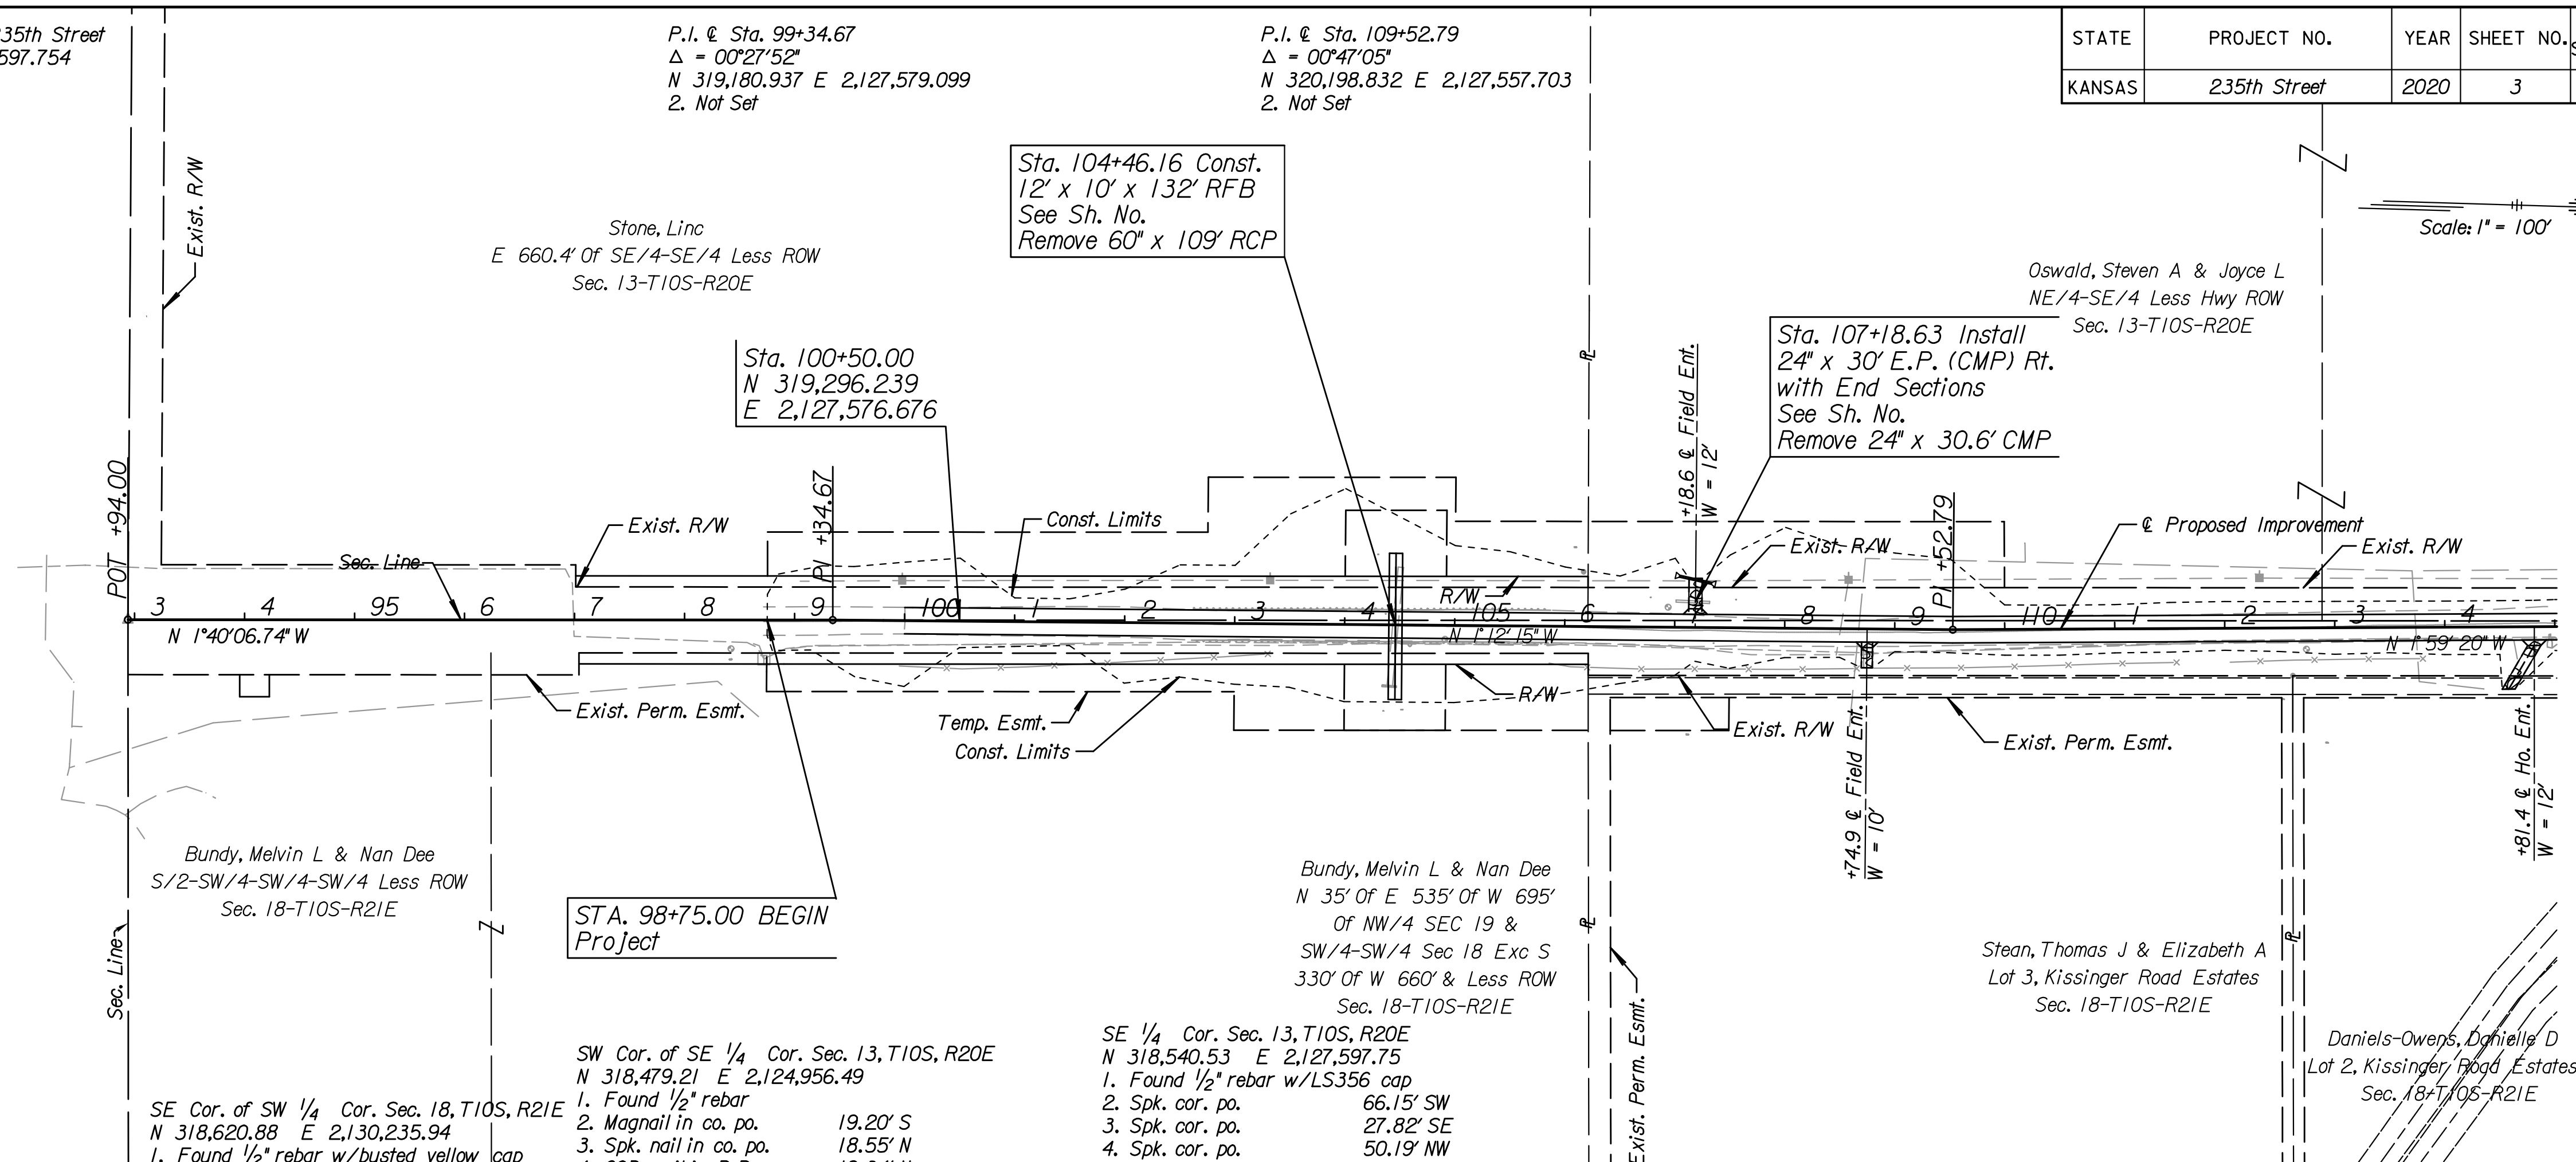 35th Street
597.754
P.I. ℄ Sta. 99+34.67
Δ = 00°27'52"
N 319,180.937 E 2,127,579.099
2. Not Set
P.I. ℄ Sta. 109+52.79
Δ = 00°47'05"
N 320,198.832 E 2,127,557.703
2. Not Set
STATE PROJECT NO. YEAR SHEET NO.
KANSAS 235th Street 2020 3
Scale: 1" = 100'
Exist. R/W
Stone, Linc
E 660.4' Of SE/4-SE/4 Less ROW
Sec. 13-T10S-R20E
Sta. 104+46.16 Const.
12' x 10' x 132' RFB
See Sh. No.
Remove 60" x 109' RCP
Oswald, Steven A & Joyce L
NE/4-SE/4 Less Hwy ROW
Sec. 13-T10S-R20E
Sta. 100+50.00
N 319,296.239
E 2,127,576.676
Sta. 107+18.63 Install
24" x 30' E.P. (CMP) Rt.
with End Sections
See Sh. No.
Remove 24" x 30.6' CMP
℄
+18.6 ℄ Field Ent.
W = 12'
POT +94.00
PI +34.67
PI +52.79
Exist. R/W
Const. Limits
Sec. Line
Exist. R/W
℄ Proposed Improvement
Exist. R/W
R/W
3 4 95 6 7 8 9 100 1 2 3 4 105 6 7 8 9 110 1 2 3 4
N 1°40'06.74" W
N 1°12'15" W
N 1°59'20" W
Exist. Perm. Esmt.
Temp. Esmt.
Const. Limits
R/W
Exist. R/W
Exist. Perm. Esmt.
+74.9 ℄ Field Ent.
W = 10'
+81.4 ℄ Ho. Ent.
W = 12'
Bundy, Melvin L & Nan Dee
S/2-SW/4-SW/4-SW/4 Less ROW
Sec. 18-T10S-R21E
STA. 98+75.00 BEGIN
Project
Bundy, Melvin L & Nan Dee
N 35' Of E 535' Of W 695'
Of NW/4 SEC 19 &
SW/4-SW/4 Sec 18 Exc S
330' Of W 660' & Less ROW
Sec. 18-T10S-R21E
Stean, Thomas J & Elizabeth A
Lot 3, Kissinger Road Estates
Sec. 18-T10S-R21E
Daniels-Owens, Danielle D
Lot 2, Kissinger Road Estates
Sec. 18-T10S-R21E
Sec. Line
Exist. Perm. Esmt.
SE Cor. of SW 1/4 Cor. Sec. 18, T10S, R21E
N 318,620.88 E 2,130,235.94
1. Found 1/2" rebar w/busted yellow cap
SW Cor. of SE 1/4 Cor. Sec. 13, T10S, R20E
N 318,479.21 E 2,124,956.49
1. Found 1/2" rebar
2. Magnail in co. po. 19.20' S
3. Spk. nail in co. po. 18.55' N
SE 1/4 Cor. Sec. 13, T10S, R20E
N 318,540.53 E 2,127,597.75
1. Found 1/2" rebar w/LS356 cap
2. Spk. cor. po. 66.15' SW
3. Spk. cor. po. 27.82' SE
4. Spk. cor. po. 50.19' NW